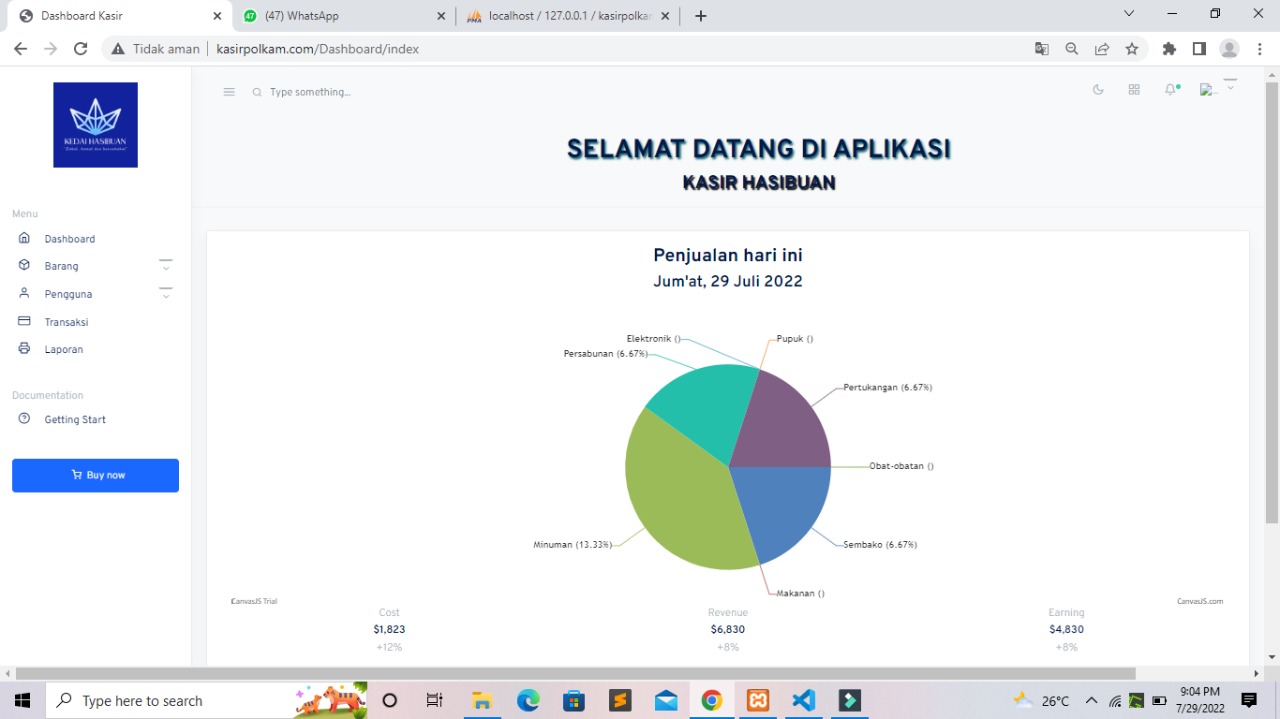 Dashboard Kasir
(47) WhatsApp
localhost / 127.0.0.1 / kasirpolkam
Tidak aman
kasirpolkam.com/Dashboard/index
KEDAI HASIBUAN
Type something...
SELAMAT DATANG DI APLIKASI
KASIR HASIBUAN
Menu
Dashboard
Barang
Pengguna
Transaksi
Laporan
Documentation
Getting Start
Buy now
Penjualan hari ini
Jum'at, 29 Juli 2022
Elektronik ()
Pupuk ()
Persabunan (6.67%)
Pertukangan (6.67%)
Obat-obatan ()
Minuman (13.33%)
Sembako (6.67%)
Makanan ()
CanvasJS Trial
CanvasJS.com
Cost
Revenue
Earning
$1,823
$6,830
$4,830
+12%
+8%
+8%
Type here to search
26°C
9:04 PM
7/29/2022